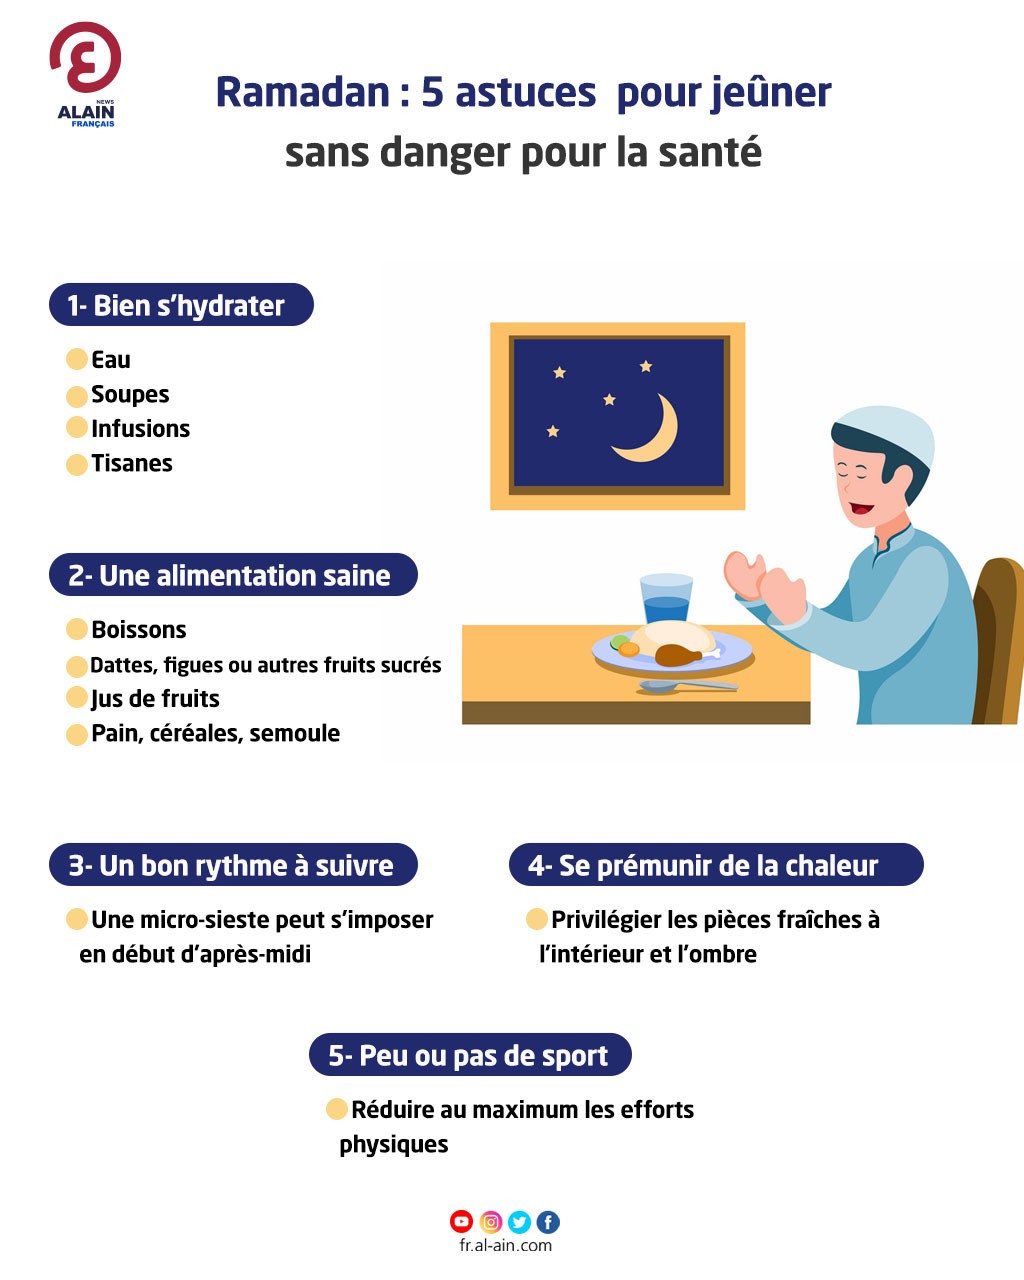 NEWS
ALAIN
FRANÇAIS
Ramadan : 5 astuces pour jeûner
sans danger pour la santé
1- Bien s'hydrater
Eau
Soupes
Infusions
Tisanes
2- Une alimentation saine
Boissons
Dattes, figues ou autres fruits sucrés
Jus de fruits
Pain, céréales, semoule
3- Un bon rythme à suivre
Une micro-sieste peut s'imposer
en début d'après-midi
4- Se prémunir de la chaleur
Privilégier les pièces fraîches à
l'intérieur et l'ombre
5- Peu ou pas de sport
Réduire au maximum les efforts
physiques
fr.al-ain.com